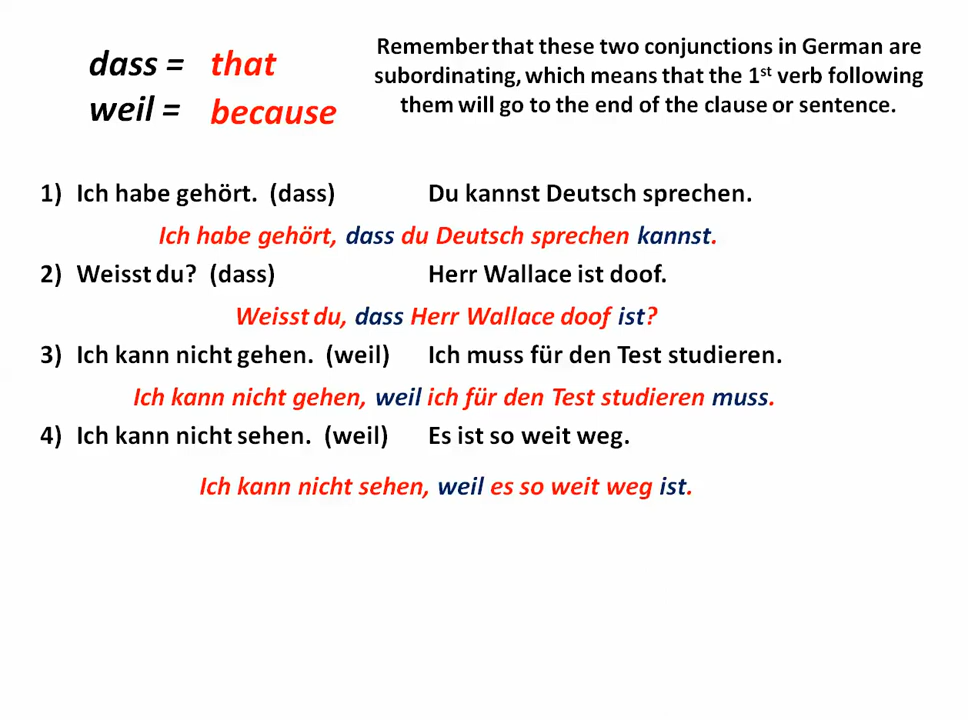 dass = that
weil = because
Remember that these two conjunctions in German are
subordinating, which means that the 1st verb following
them will go to the end of the clause or sentence.
1) Ich habe gehört. (dass) Du kannst Deutsch sprechen.
Ich habe gehört, dass du Deutsch sprechen kannst.
2) Weisst du? (dass) Herr Wallace ist doof.
Weisst du, dass Herr Wallace doof ist?
3) Ich kann nicht gehen. (weil) Ich muss für den Test studieren.
Ich kann nicht gehen, weil ich für den Test studieren muss.
4) Ich kann nicht sehen. (weil) Es ist so weit weg.
Ich kann nicht sehen, weil es so weit weg ist.